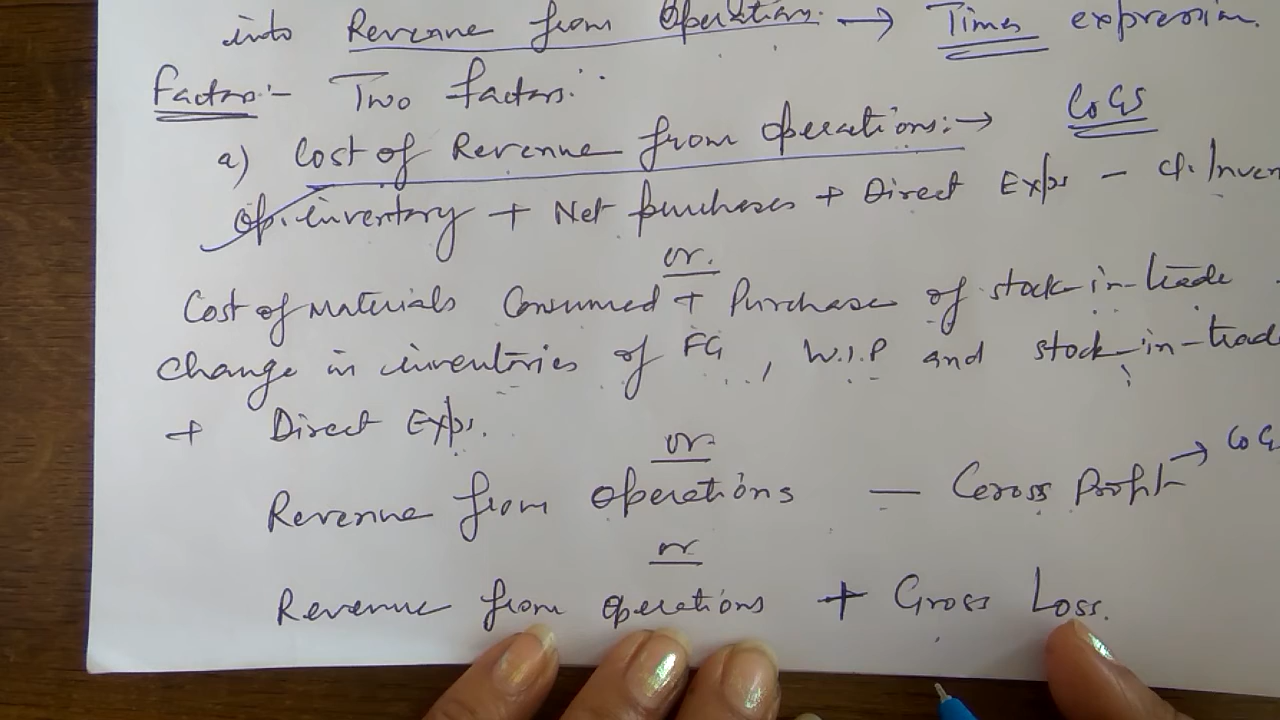 into Revenue from Operations. → Times expression.
Factors:- Two factors:
a) Cost of Revenue from Operations:→ COGS
Op. inventory + Net purchases + Direct Exps - Cl. Inven
or.
Cost of Materials Consumed + Purchase of stock-in-trade
change in inventories of FG, W.I.P and stock-in-trad
+ Direct Exps.
or
Revenue from operations — Gross Profit → COG
or
Revenue from operations + Gross Loss.